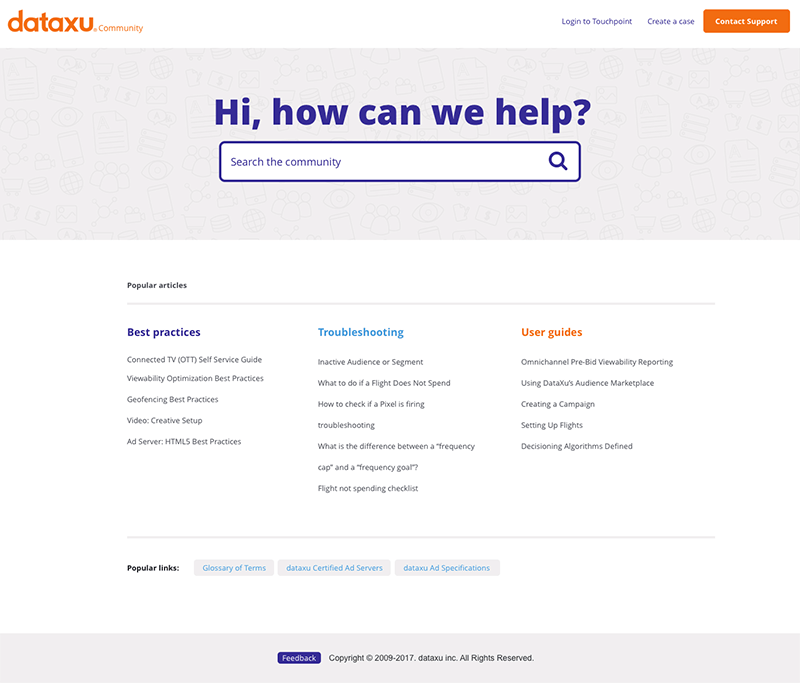 dataxu® Community
Login to Touchpoint
Create a case
Contact Support
Hi, how can we help?
Search the community
Popular articles
Best practices
Connected TV (OTT) Self Service Guide
Viewability Optimization Best Practices
Geofencing Best Practices
Video: Creative Setup
Ad Server: HTML5 Best Practices
Troubleshooting
Inactive Audience or Segment
What to do if a Flight Does Not Spend
How to check if a Pixel is firing
troubleshooting
What is the difference between a “frequency
cap” and a “frequency goal”?
Flight not spending checklist
User guides
Omnichannel Pre-Bid Viewability Reporting
Using DataXu’s Audience Marketplace
Creating a Campaign
Setting Up Flights
Decisioning Algorithms Defined
Popular links:
Glossary of Terms
dataxu Certified Ad Servers
dataxu Ad Specifications
Feedback
Copyright © 2009-2017. dataxu inc. All Rights Reserved.